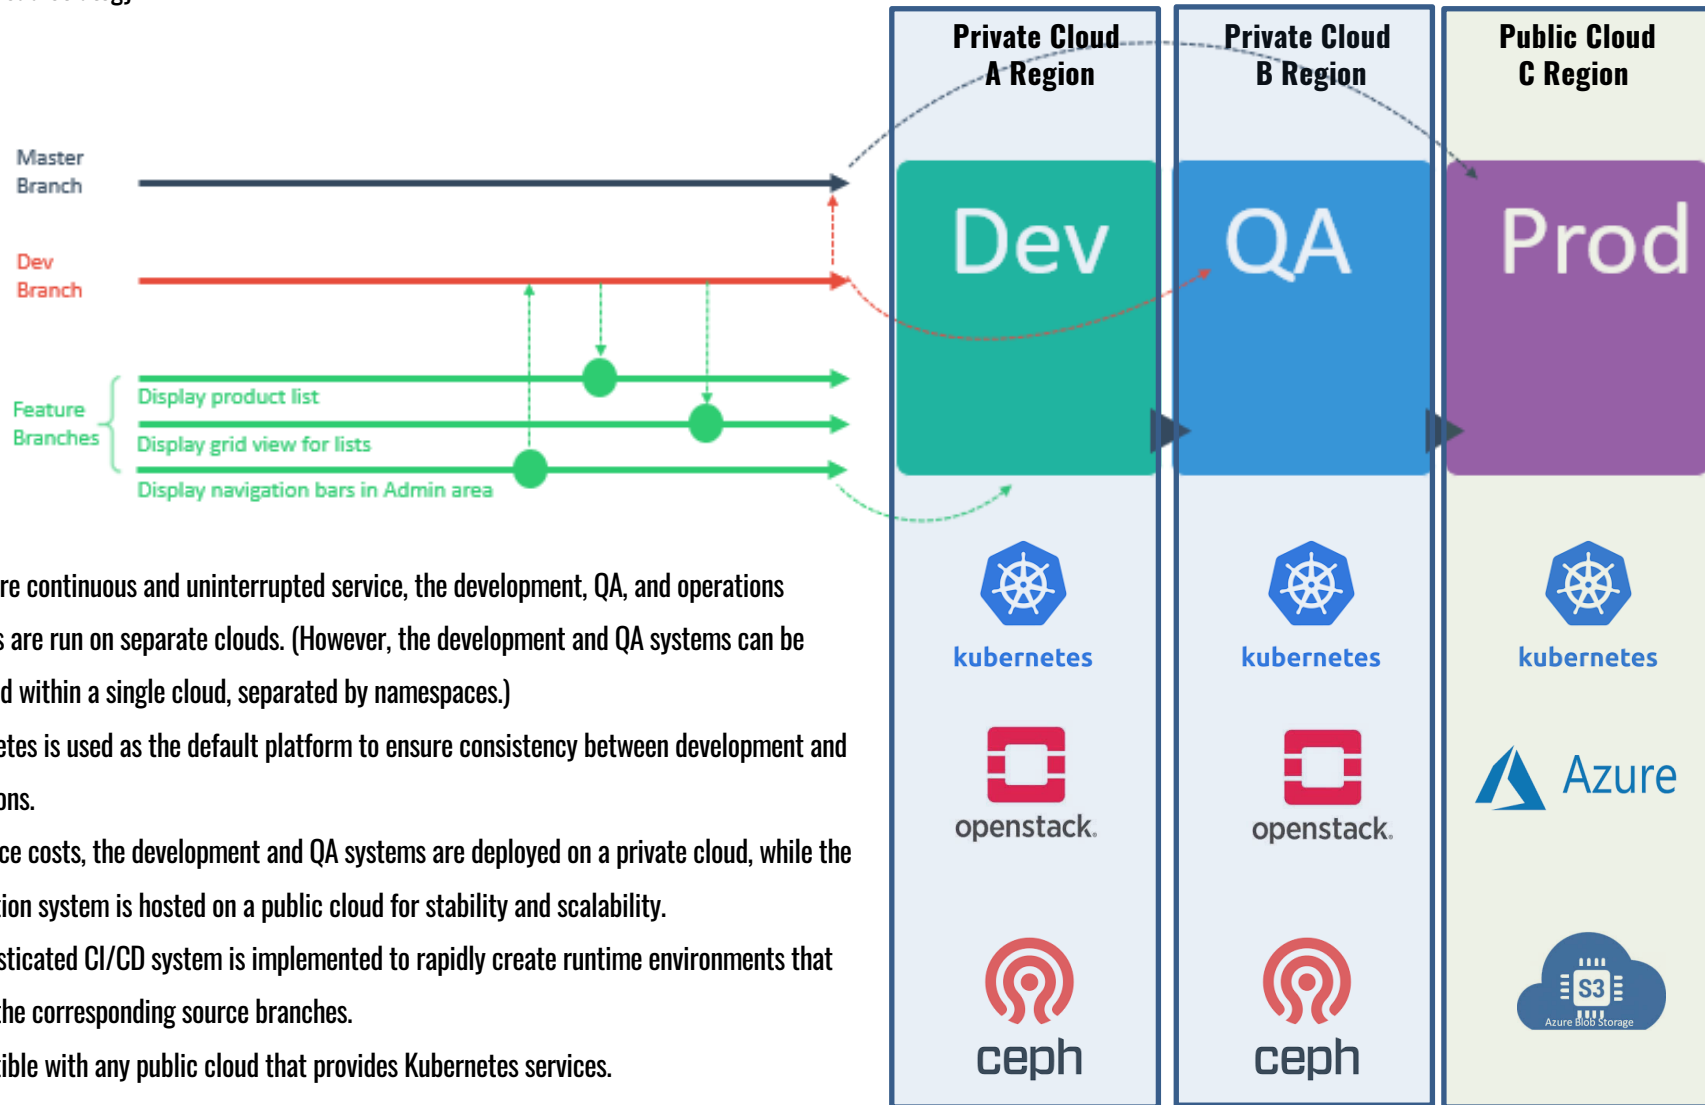 Private Cloud
A Region
Private Cloud
B Region
Public Cloud
C Region
Master
Branch
Dev
Branch
Feature
Branches
Display product list
Display grid view for lists
Display navigation bars in Admin area
Dev
QA
Prod
re continuous and uninterrupted service, the development, QA, and operations
s are run on separate clouds. (However, the development and QA systems can be
d within a single cloud, separated by namespaces.)
etes is used as the default platform to ensure consistency between development and
ons.
ce costs, the development and QA systems are deployed on a private cloud, while the
tion system is hosted on a public cloud for stability and scalability.
sticated CI/CD system is implemented to rapidly create runtime environments that
the corresponding source branches.
tible with any public cloud that provides Kubernetes services.
kubernetes
kubernetes
kubernetes
openstack.
openstack.
Azure
ceph
ceph
S3
Azure Blob Storage